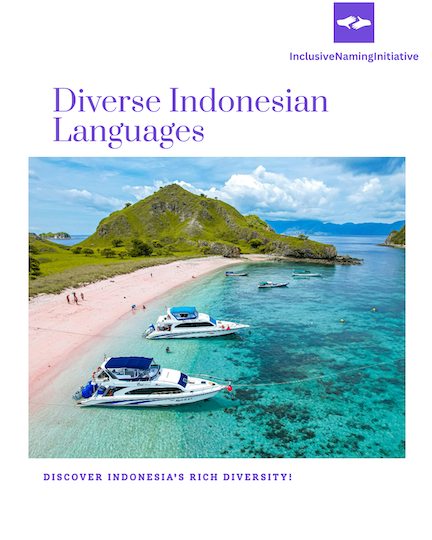 InclusiveNamingInitiative
Diverse Indonesian
Languages
DISCOVER INDONESIA'S RICH DIVERSITY!